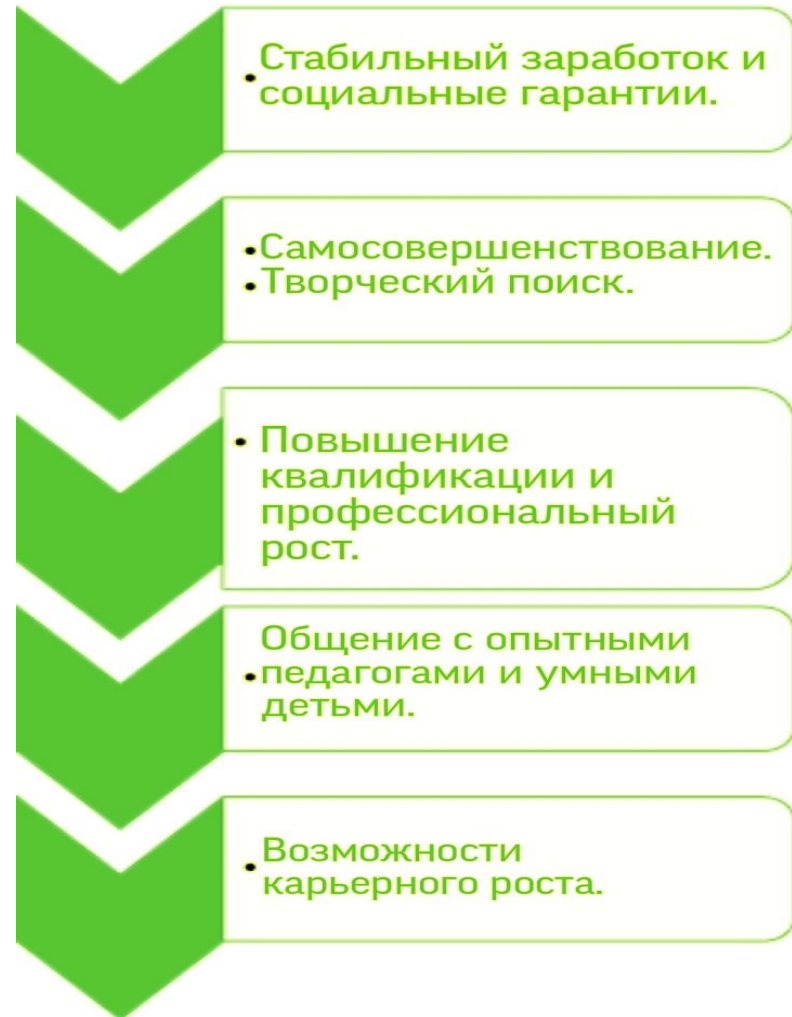 • Стабильный заработок и
социальные гарантии.
• Самосовершенствование.
• Творческий поиск.
• Повышение
квалификации и
профессиональный
рост.
Общение с опытными
• педагогами и умными
детьми.
• Возможности
карьерного роста.